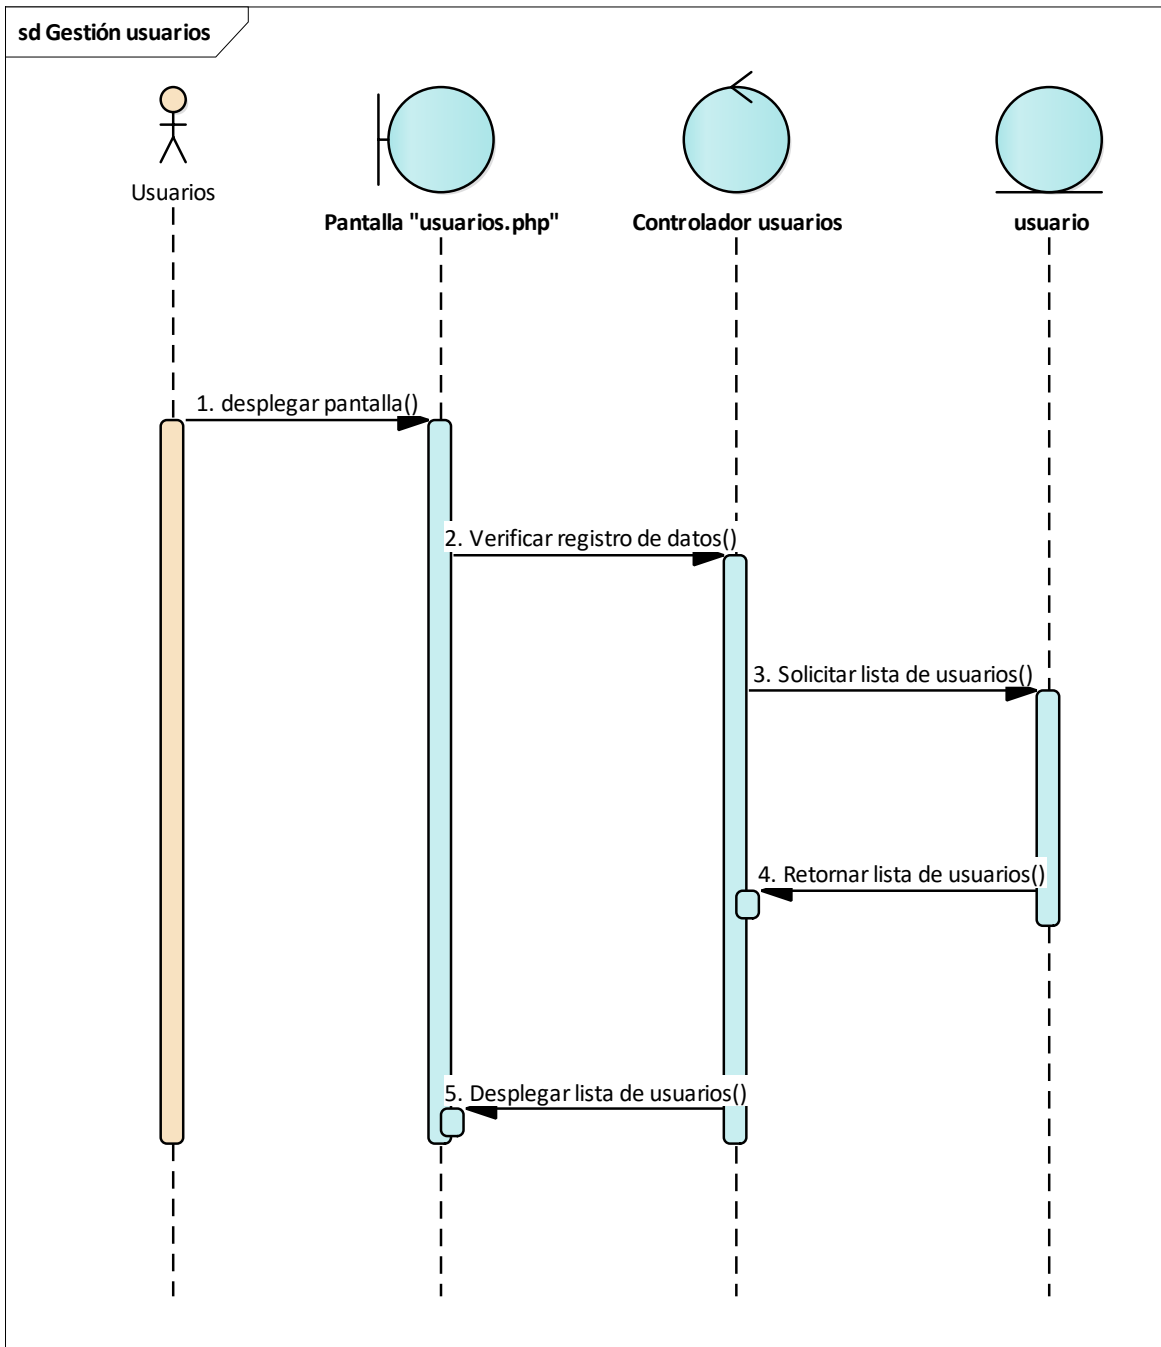 sd Gestión usuarios
Usuarios
Pantalla "usuarios.php"
Controlador usuarios
usuario
1. desplegar pantalla()
2. Verificar registro de datos()
3. Solicitar lista de usuarios()
4. Retornar lista de usuarios()
5. Desplegar lista de usuarios()